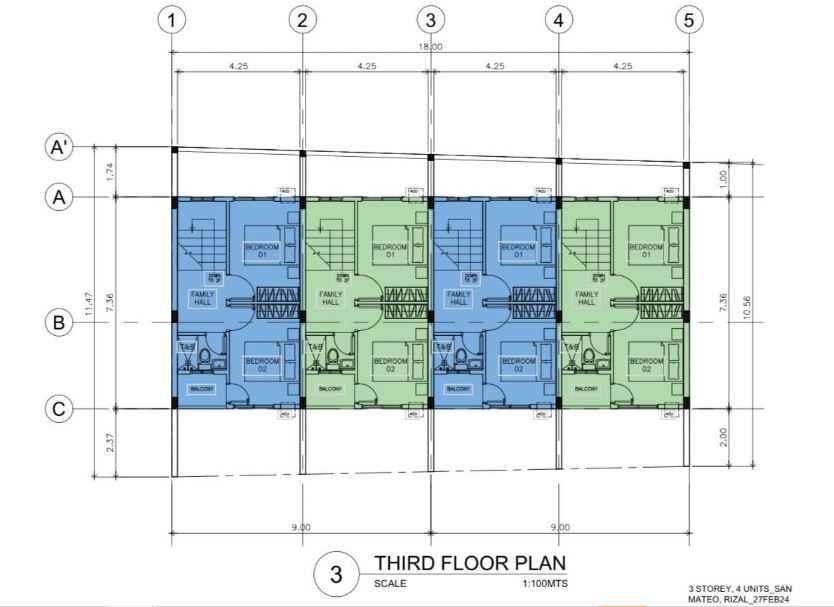 1 2 3 4 5
18.00
4.25 4.25 4.25 4.25
A'
1.74
1.00
A
ACU ACU ACU ACU
BEDROOM
01
BEDROOM
01
BEDROOM
01
BEDROOM
01
DOWN
TO 2F
DOWN
TO 2F
DOWN
TO 2F
DOWN
TO 2F
FAMILY
HALL
FAMILY
HALL
FAMILY
HALL
FAMILY
HALL
11.47
7.36
7.36
10.56
B
T&B T&B T&B T&B
BEDROOM
02
BEDROOM
02
BEDROOM
02
BEDROOM
02
BALCONY BALCONY BALCONY BALCONY
C
ACU ACU ACU ACU
2.37
2.00
9.00 9.00
3
THIRD FLOOR PLAN
SCALE 1:100MTS
3 STOREY, 4 UNITS_SAN
MATEO, RIZAL_27FEB24